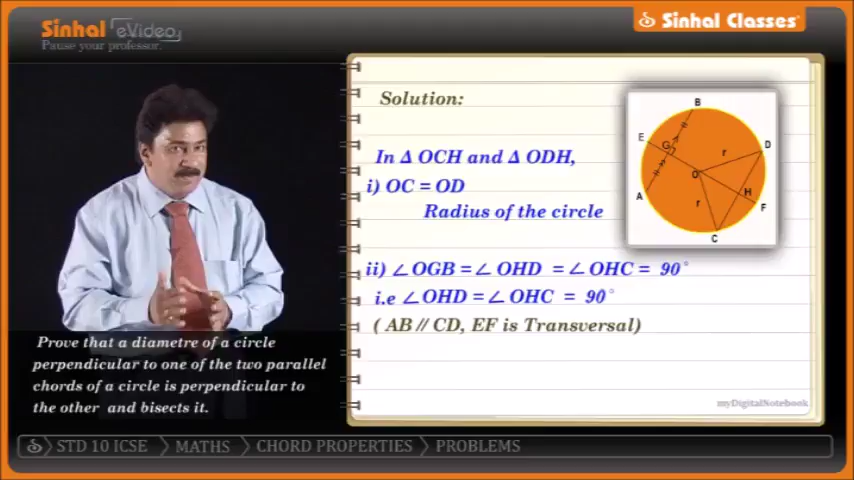 Sinhal eVideo
Pause your professor.
Sinhal Classes
Solution:
In Δ OCH and Δ ODH,
i) OC = OD
Radius of the circle
ii) ∠OGB = ∠OHD = ∠OHC = 90°
i.e ∠OHD = ∠OHC = 90°
( AB // CD, EF is Transversal)
B
E
G
D
r
O
H
A
r
F
C
Prove that a diametre of a circle
perpendicular to one of the two parallel
chords of a circle is perpendicular to
the other and bisects it.
myDigitalNotebook
STD 10 ICSE MATHS CHORD PROPERTIES PROBLEMS